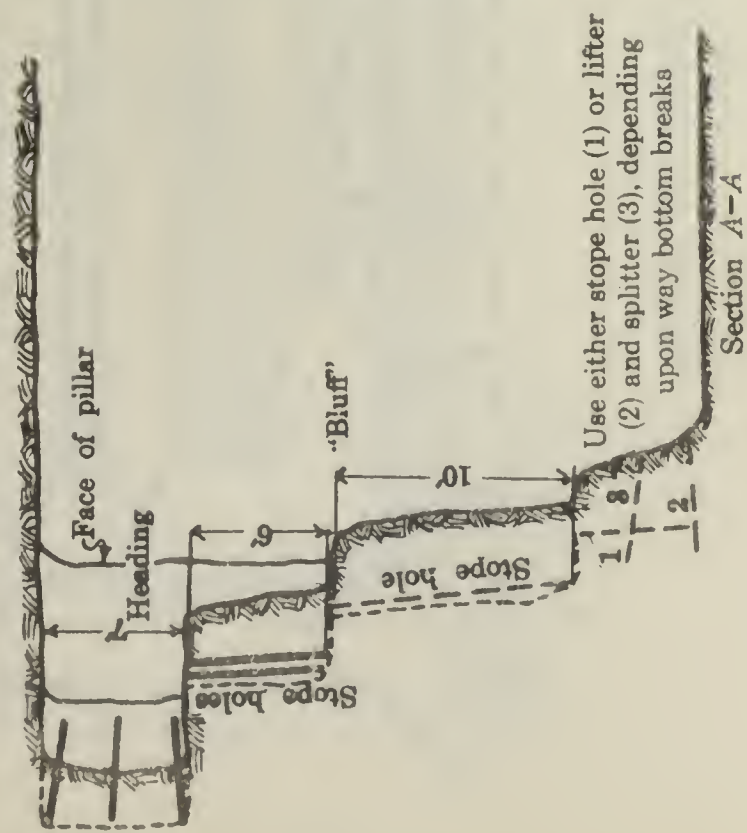 Face of pillar
7'
Heading
6'
"Bluff"
Stope holes
10'
Stope hole
1
3
2
Use either stope hole (1) or lifter
(2) and splitter (3), depending
upon way bottom breaks
Section A-A